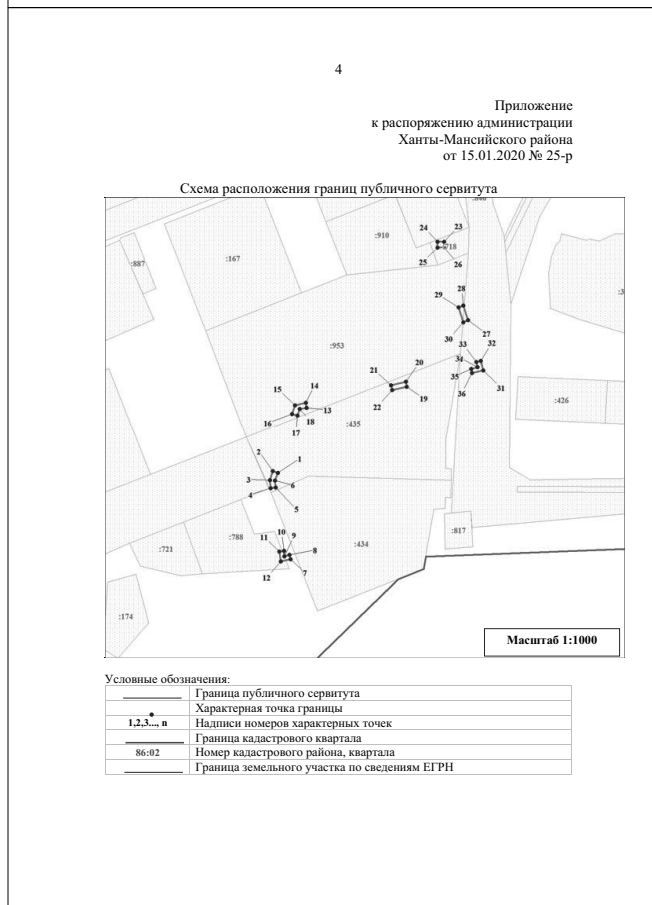 4
Приложение
к распоряжению администрации
Ханты-Мансийского района
от 15.01.2020 № 25-р
Схема расположения границ публичного сервитута
24 23
:910 :718
25 26
:887 :167
28
29
30 27
:953 33 32
34
21 20 35 31
36
15 14
22 19
16 13
17 18
:435 :426
2 1
3 6
4 5
:788 10 9 :817
:721 11 8 :434
12 7
:174
Масштаб 1:1000
Условные обозначения:
Граница публичного сервитута
Характерная точка границы
1,2,3..., n Надписи номеров характерных точек
Граница кадастрового квартала
86:02 Номер кадастрового района, квартала
Граница земельного участка по сведениям ЕГРН